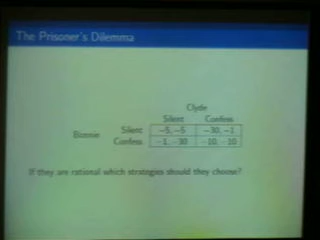 The Prisoner's Dilemma
Clyde
Silent Confess
Bonnie Silent −5, −5 −30, −1
Confess −1, −30 −10, −10
If they are rational which strategies should they choose?